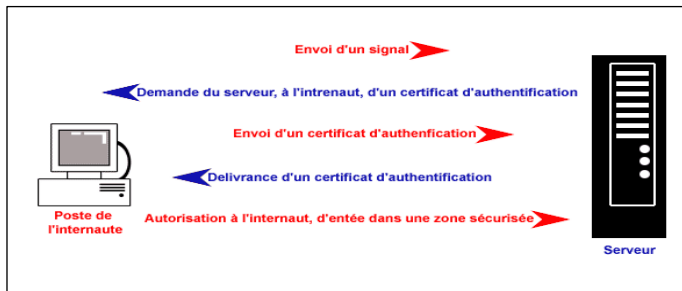 Envoi d'un signal
Demande du serveur, à l'intrenaut, d'un certificat d'authentification
Envoi d'un certificat d'authenfication
Delivrance d'un certificat d'authentification
Poste de
l'internaute
Autorisation à l'internaut, d'entée dans une zone sécurisée
Serveur